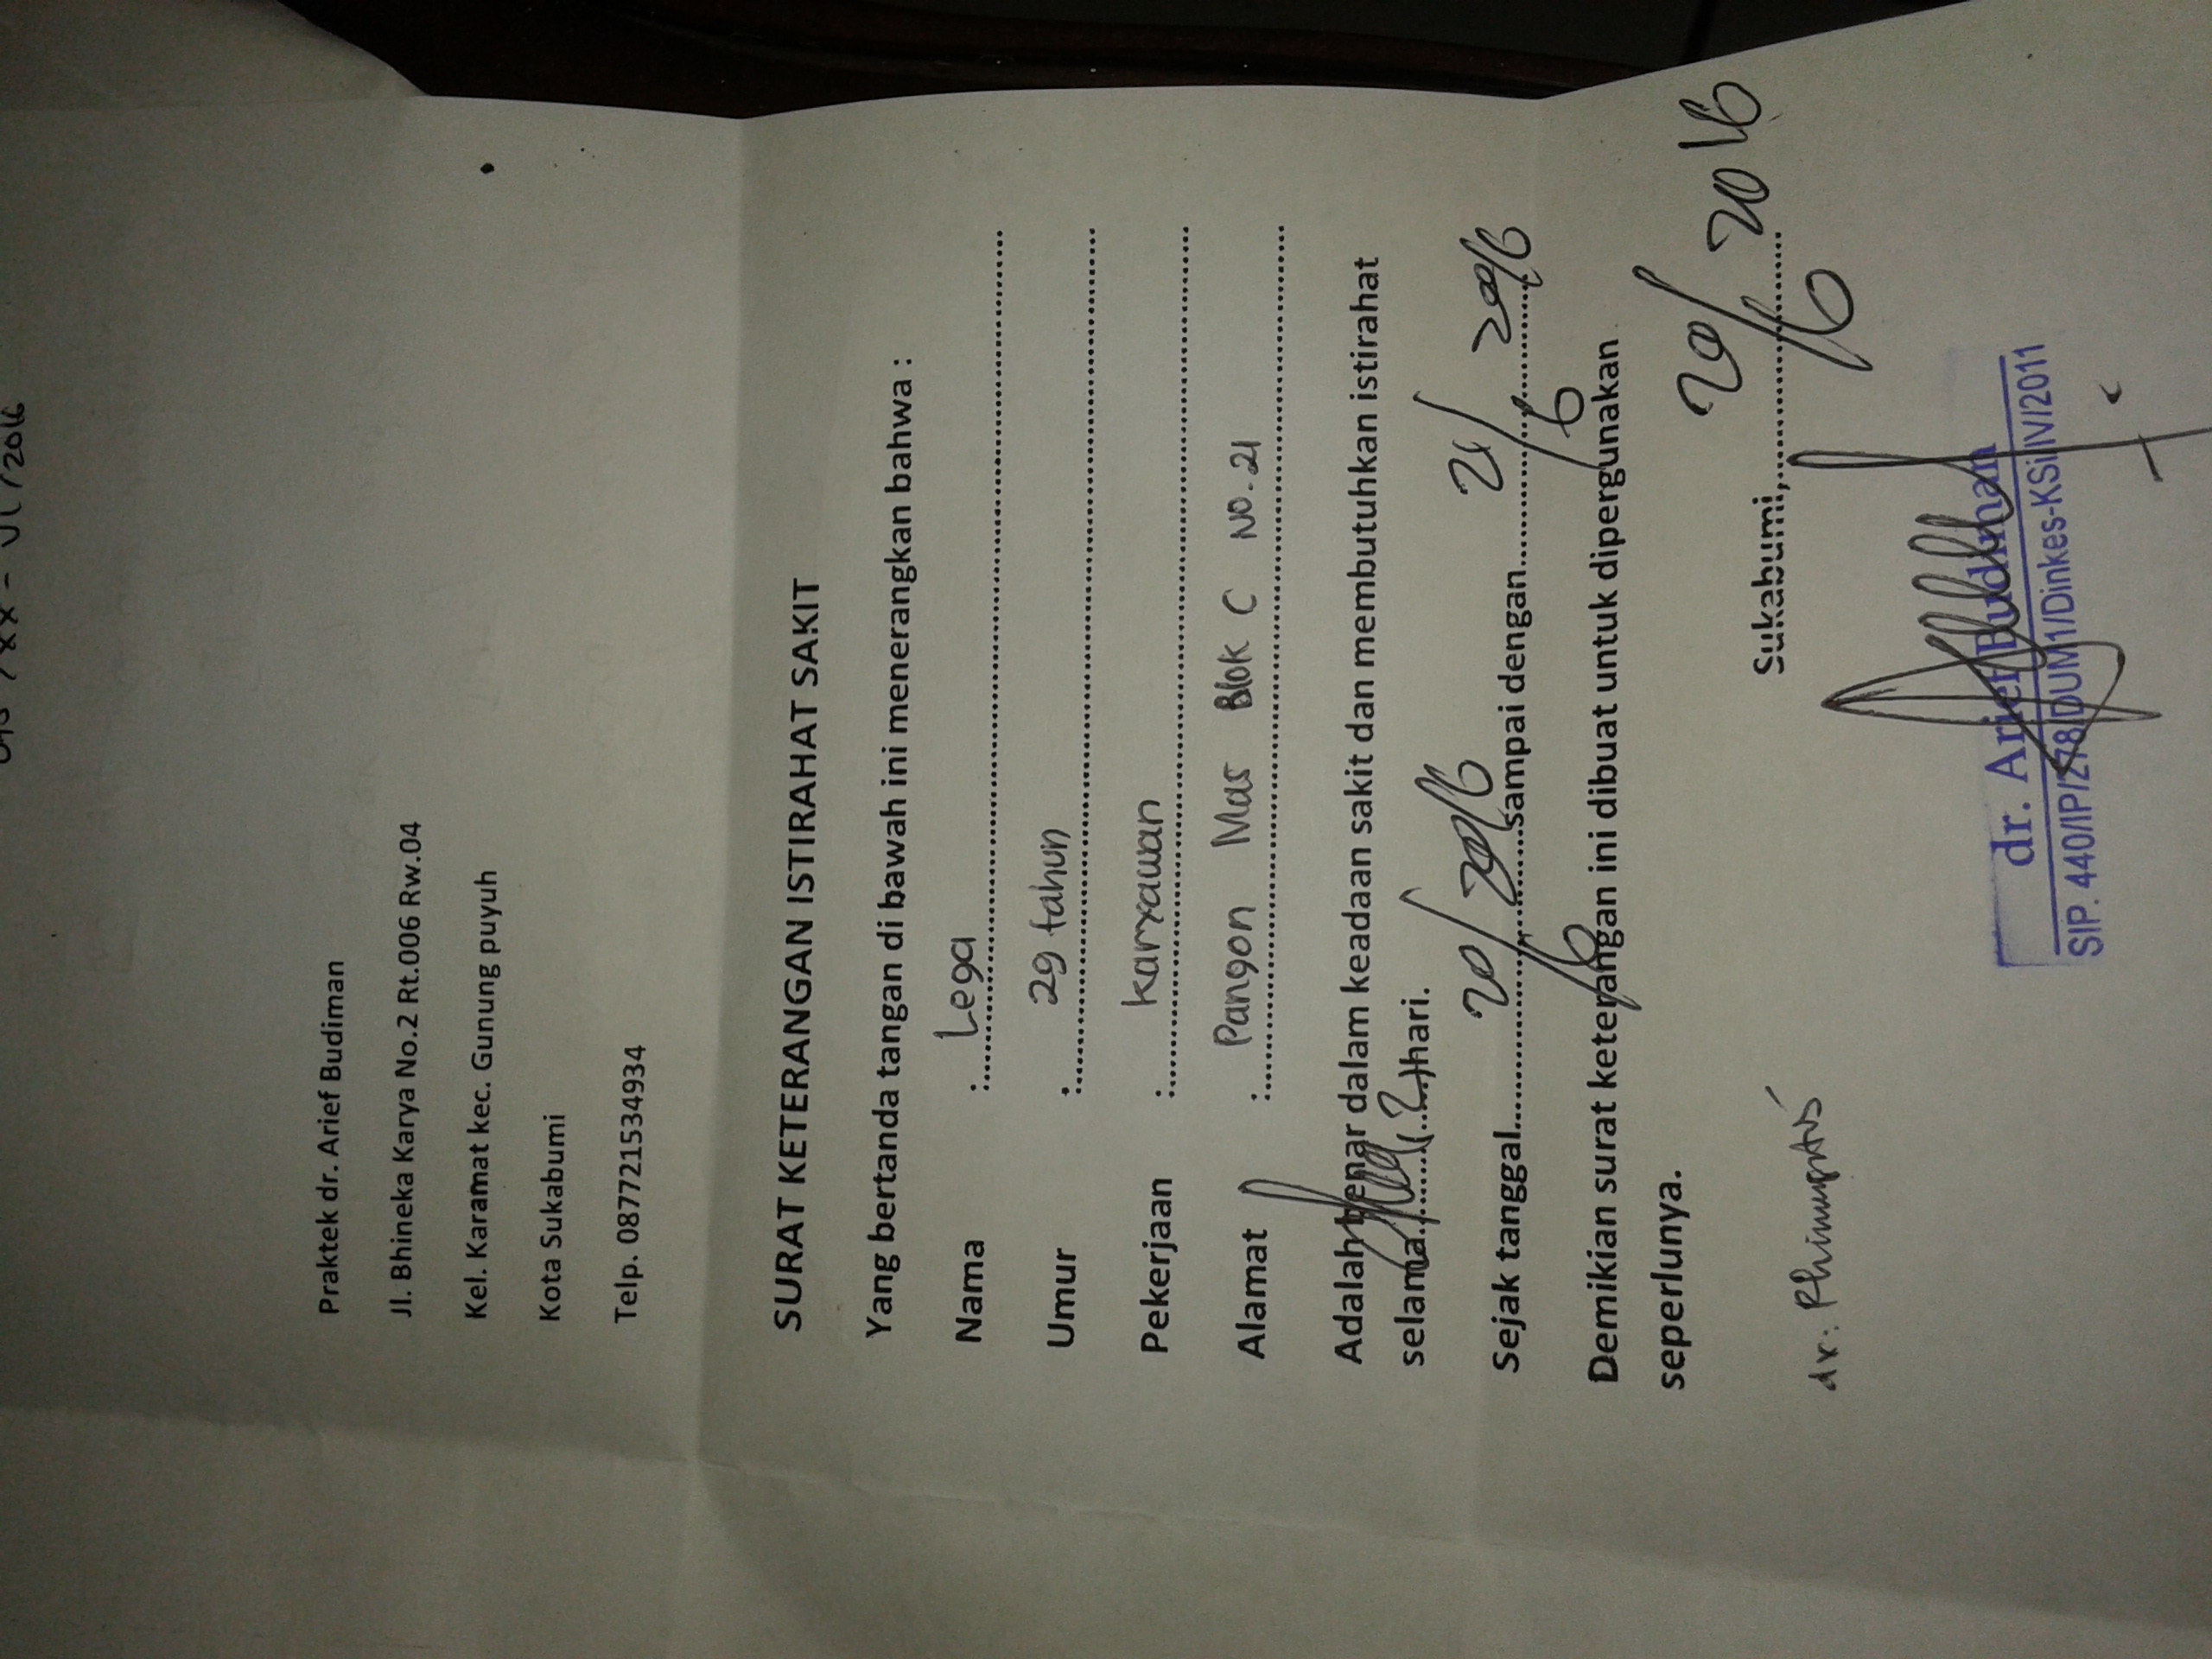 / XX - VI / 2016
Praktek dr. Arief Budiman
Jl. Bhineka Karya No.2 Rt.006 Rw.04
Kel. Karamat kec. Gunung puyuh
Kota Sukabumi
Telp. 087721534934
SURAT KETERANGAN ISTIRAHAT SAKIT
Yang bertanda tangan di bawah ini menerangkan bahwa :
Nama : Lega
Umur : 29 tahun
Pekerjaan : Karyawan
Alamat : Pangon Mas Blok C NO. 21
Adalah benar dalam keadaan sakit dan membutuhkan istirahat
selama..........(...2...)hari.
Sejak tanggal 20/6 2016 sampai dengan 21/6 2016
Demikian surat keterangan ini dibuat untuk dipergunakan
seperlunya.
Sukabumi, 20/6 2016
dx:
dr. Arief Budiman
SIP. 440/IP/278/DUM1/Dinkes-KSi/IV/2011